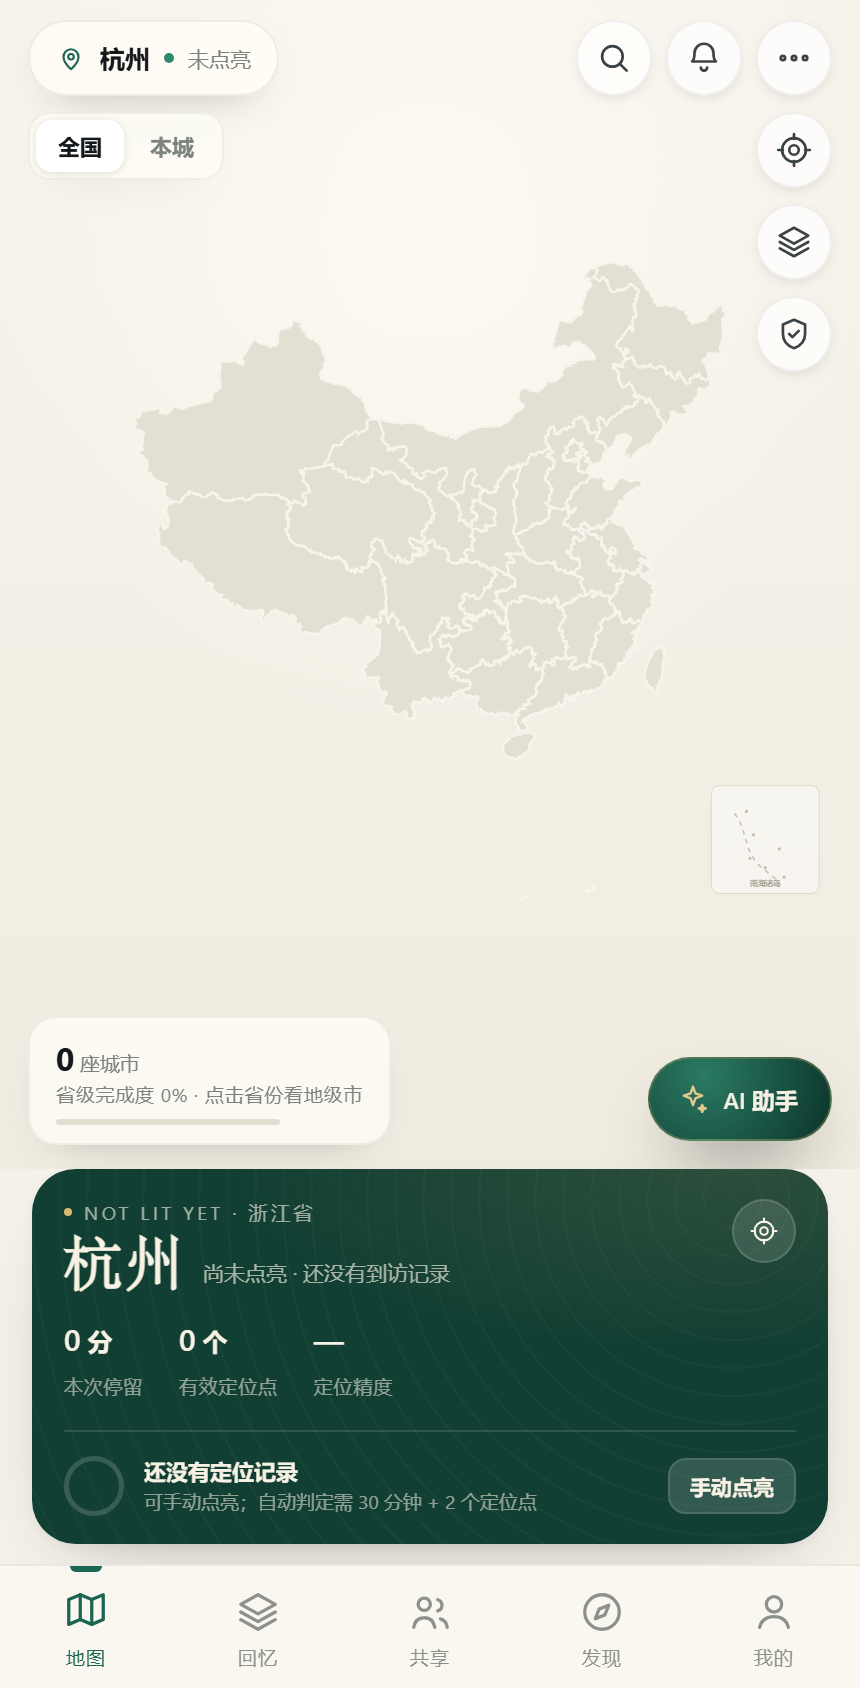 杭州 • 未点亮
全国 本城
南海诸岛
0 座城市
省级完成度 0% · 点击省份看地级市
AI 助手
NOT LIT YET · 浙江省
杭州 尚未点亮 · 还没有到访记录
0 分 0 个 —
本次停留 有效定位点 定位精度
还没有定位记录
可手动点亮；自动判定需 30 分钟 + 2 个定位点
手动点亮
地图 回忆 共享 发现 我的